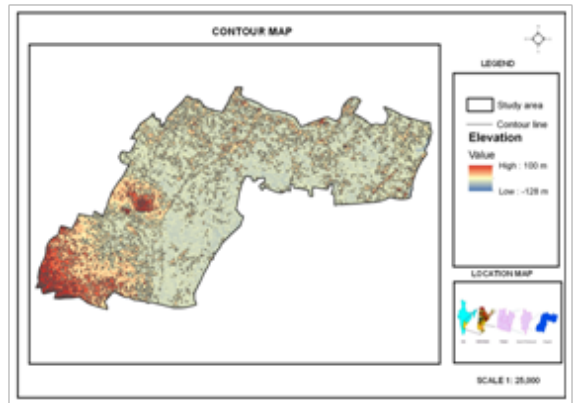 CONTOUR MAP
LEGEND
Study area
Contour line
Elevation
Value
High : 100 m
Low : -128 m
LOCATION MAP
SCALE 1: 25,000